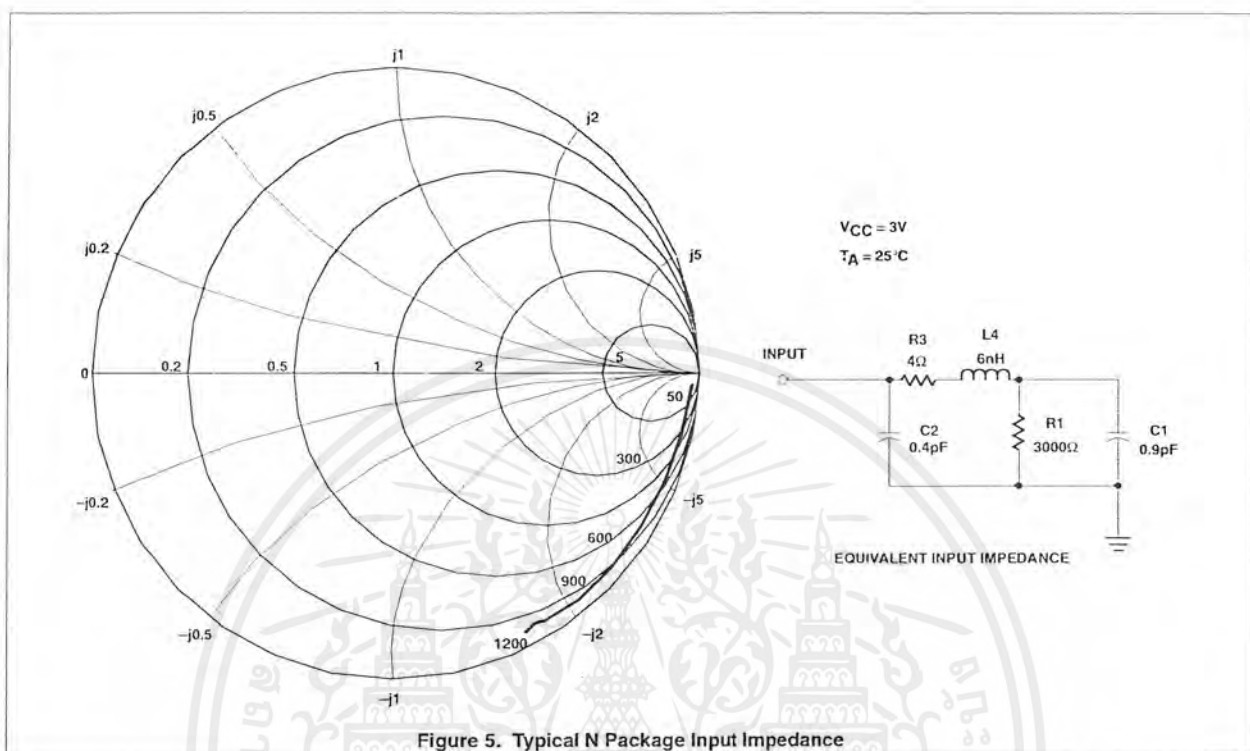 j1
j0.5
j2
j0.2
j5
0
0.2
0.5
1
2
5
50
300
600
900
1200
–j0.2
–j5
–j0.5
–j2
–j1
VCC = 3V
TA = 25°C
INPUT
R3
4Ω
L4
6nH
C2
0.4pF
R1
3000Ω
C1
0.9pF
EQUIVALENT INPUT IMPEDANCE
Figure 5. Typical N Package Input Impedance